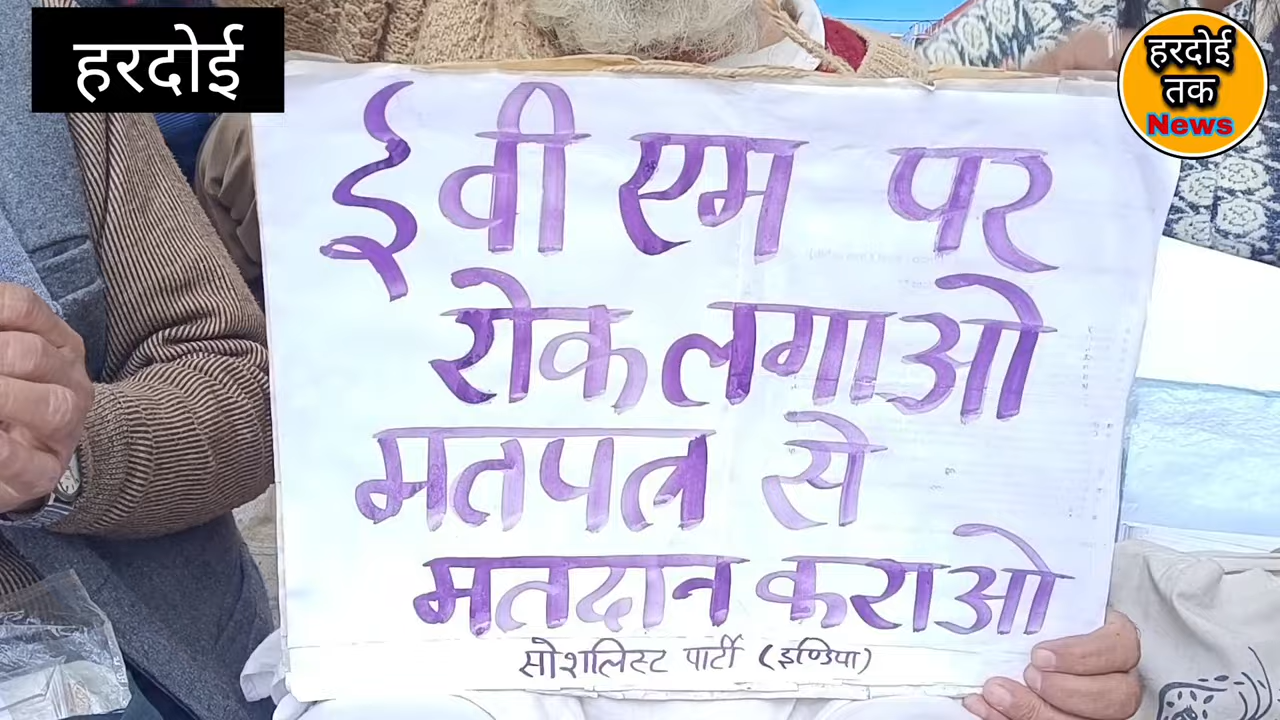 हरदोई
हरदोई
तक
News
ईवी एम पर
रोक लगाओ
मतपत्र से
मतदान कराओ
सोशलिस्ट पार्टी (इण्डिया)